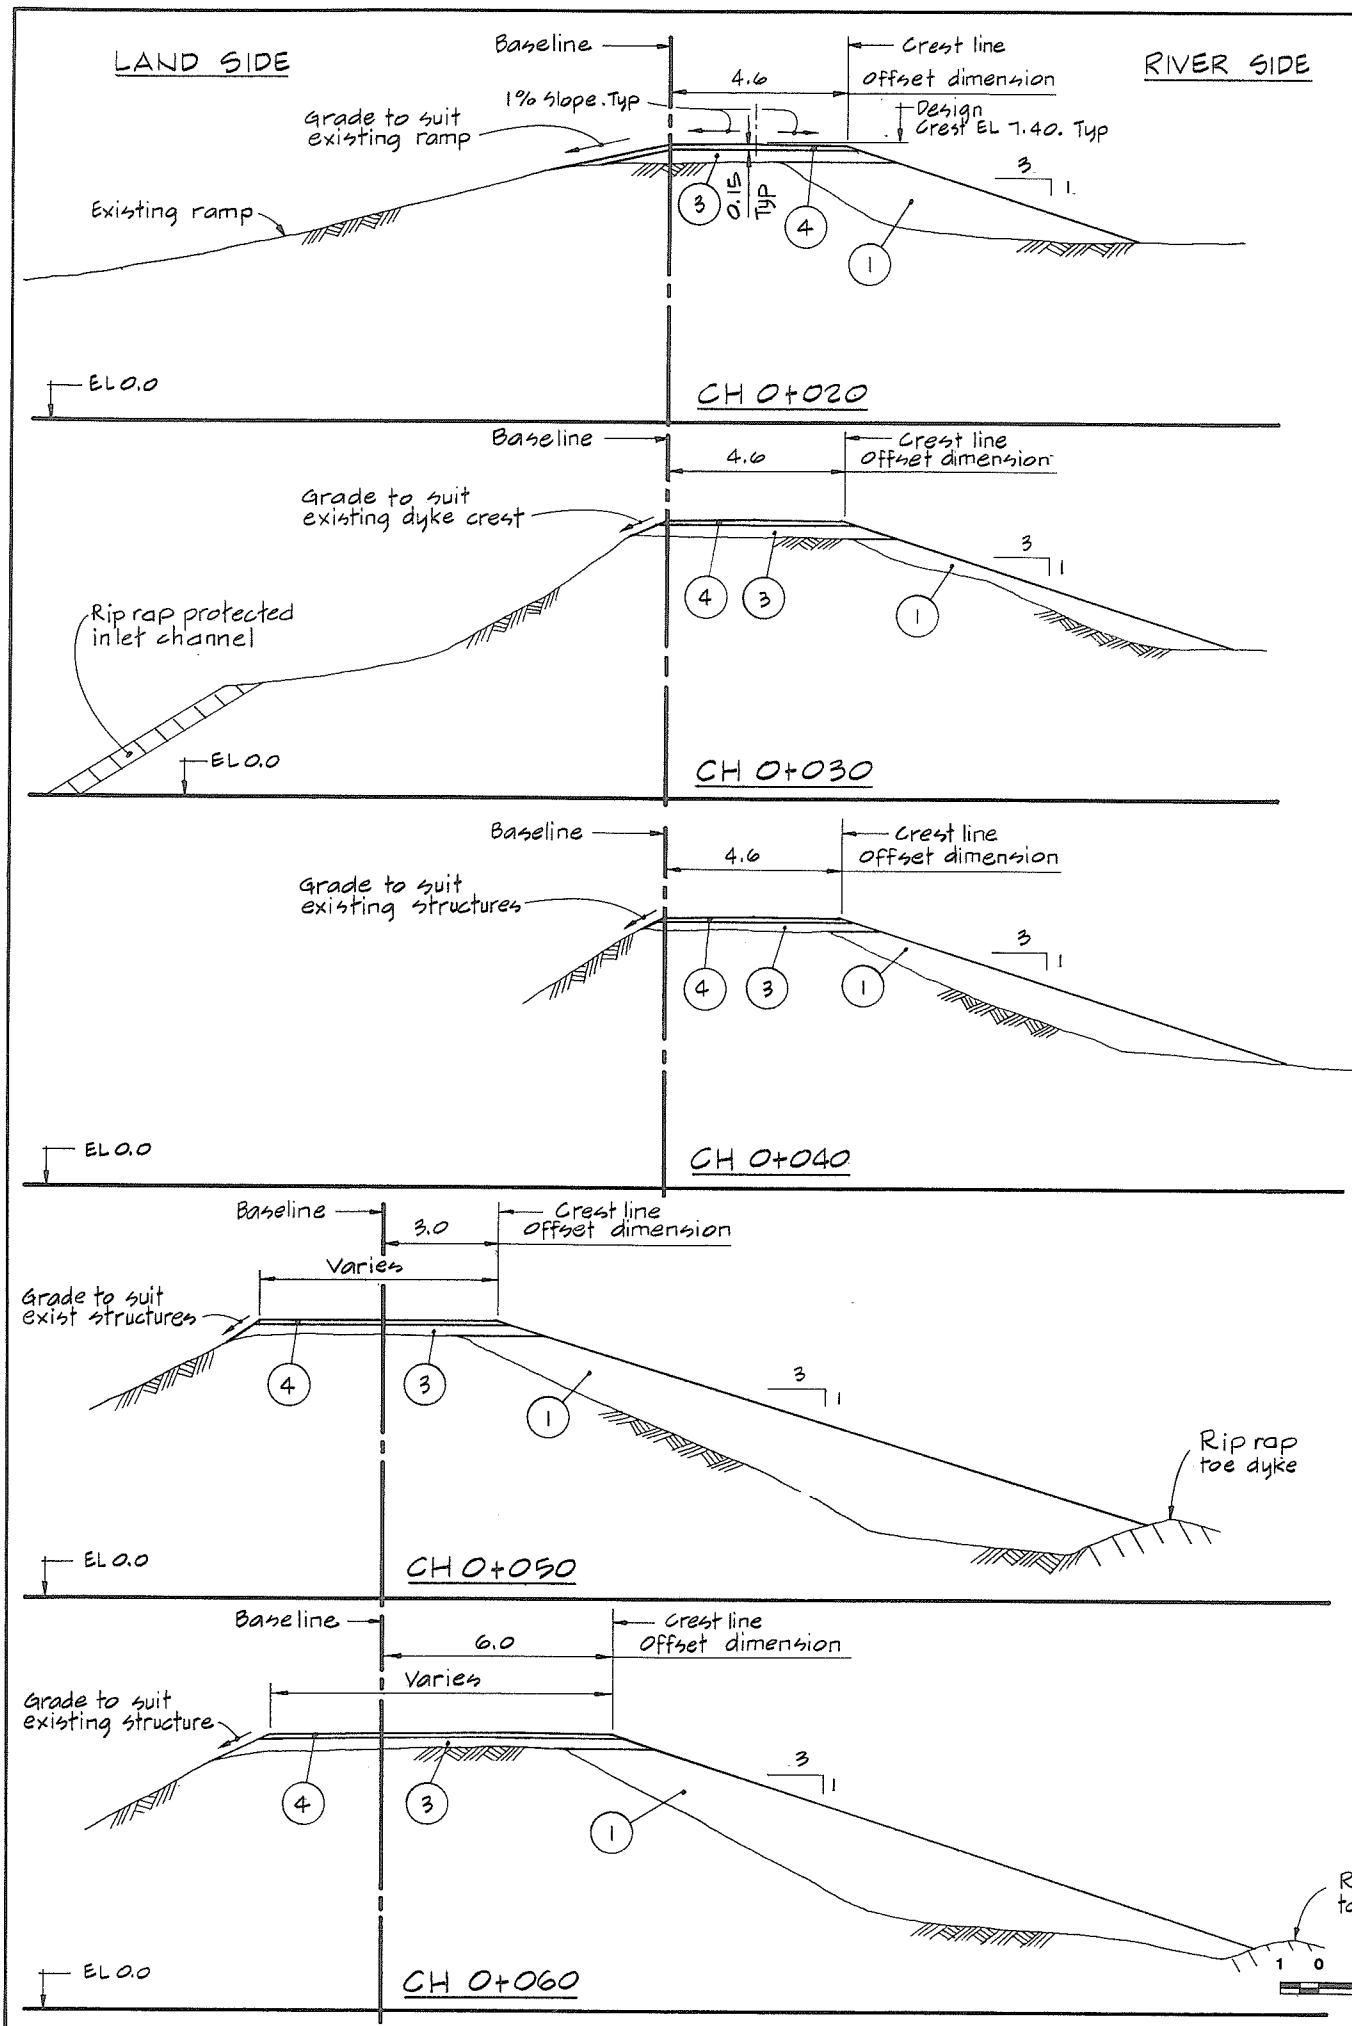 LAND SIDE
Baseline
Crest line
Offset dimension
RIVER SIDE
4.6
1% Slope.Typ
Design
Crest EL 7.40. Typ
Grade to suit
existing ramp
3
1
Existing ramp
3
0.15
Typ
4
1
EL 0.0
CH 0+020
Baseline
Crest line
Offset dimension
4.6
Grade to suit
existing dyke crest
3
1
4
3
1
Rip rap protected
inlet channel
EL 0.0
CH 0+030
Baseline
Crest line
Offset dimension
4.6
Grade to suit
existing structures
3
1
4
3
1
EL 0.0
CH 0+040
Baseline
Crest line
Offset dimension
3.0
Varies
Grade to suit
exist structures
4
3
1
3
1
Rip rap
toe dyke
EL 0.0
CH 0+050
Baseline
Crest line
Offset dimension
6.0
Varies
Grade to suit
existing structure
4
3
1
3
1
EL 0.0
CH 0+060
1 0